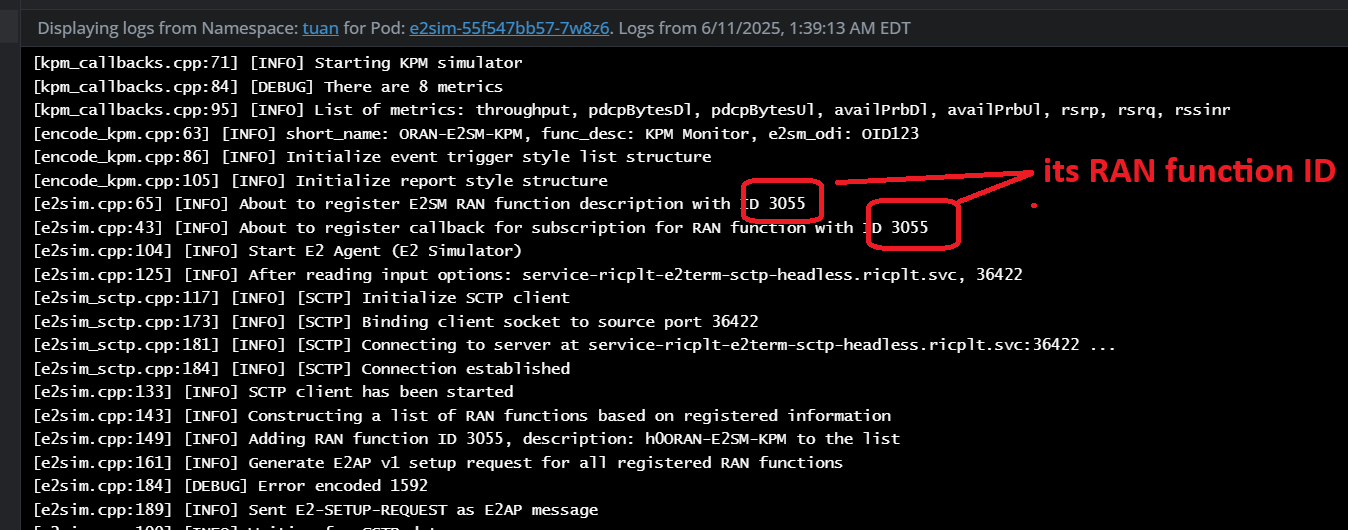 Displaying logs from Namespace: tuan for Pod: e2sim-55f547bb57-7w8z6. Logs from 6/11/2025, 1:39:13 AM EDT
[kpm_callbacks.cpp:71] [INFO] Starting KPM simulator
[kpm_callbacks.cpp:84] [DEBUG] There are 8 metrics
[kpm_callbacks.cpp:95] [INFO] List of metrics: throughput, pdcpBytesDl, pdcpBytesUl, availPrbDl, availPrbUl, rsrp, rsrq, rssinr
[encode_kpm.cpp:63] [INFO] short_name: ORAN-E2SM-KPM, func_desc: KPM Monitor, e2sm_odi: OID123
[encode_kpm.cpp:86] [INFO] Initialize event trigger style list structure
its RAN function ID
[encode_kpm.cpp:105] [INFO] Initialize report style structure
[e2sim.cpp:65] [INFO] About to register E2SM RAN function description with ID 3055
[e2sim.cpp:43] [INFO] About to register callback for subscription for RAN function with ID 3055
[e2sim.cpp:104] [INFO] Start E2 Agent (E2 Simulator)
[e2sim.cpp:125] [INFO] After reading input options: service-ricplt-e2term-sctp-headless.ricplt.svc, 36422
[e2sim_sctp.cpp:117] [INFO] [SCTP] Initialize SCTP client
[e2sim_sctp.cpp:173] [INFO] [SCTP] Binding client socket to source port 36422
[e2sim_sctp.cpp:181] [INFO] [SCTP] Connecting to server at service-ricplt-e2term-sctp-headless.ricplt.svc:36422 ...
[e2sim_sctp.cpp:184] [INFO] [SCTP] Connection established
[e2sim.cpp:133] [INFO] SCTP client has been started
[e2sim.cpp:143] [INFO] Constructing a list of RAN functions based on registered information
[e2sim.cpp:149] [INFO] Adding RAN function ID 3055, description: h0ORAN-E2SM-KPM to the list
[e2sim.cpp:161] [INFO] Generate E2AP v1 setup request for all registered RAN functions
[e2sim.cpp:184] [DEBUG] Error encoded 1592
[e2sim.cpp:189] [INFO] Sent E2-SETUP-REQUEST as E2AP message